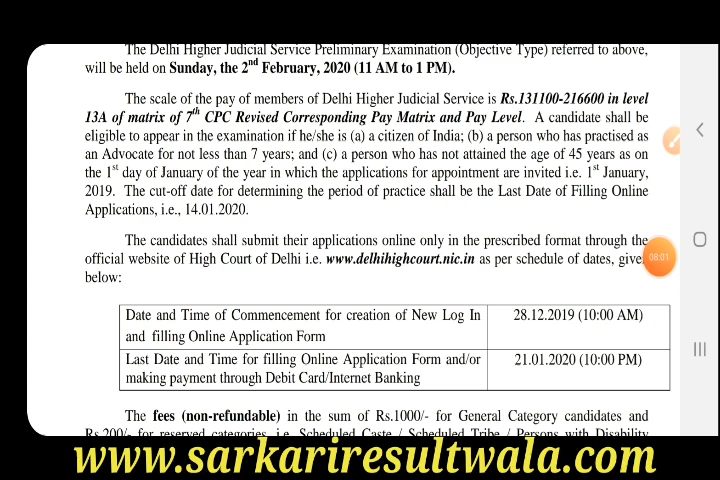 The Delhi Higher Judicial Service Preliminary Examination (Objective Type) referred to above,
will be held on Sunday, the 2nd February, 2020 (11 AM to 1 PM).
The scale of the pay of members of Delhi Higher Judicial Service is Rs.131100-216600 in level
13A of matrix of 7th CPC Revised Corresponding Pay Matrix and Pay Level. A candidate shall be
eligible to appear in the examination if he/she is (a) a citizen of India; (b) a person who has practised as
an Advocate for not less than 7 years; and (c) a person who has not attained the age of 45 years as on
the 1st day of January of the year in which the applications for appointment are invited i.e. 1st January,
2019. The cut-off date for determining the period of practice shall be the Last Date of Filling Online
Applications, i.e., 14.01.2020.
The candidates shall submit their applications online only in the prescribed format through the
official website of High Court of Delhi i.e. www.delhihighcourt.nic.in as per schedule of dates, give
08:01
below:
Date and Time of Commencement for creation of New Log In 28.12.2019 (10:00 AM)
and filling Online Application Form
Last Date and Time for filling Online Application Form and/or 21.01.2020 (10:00 PM)
making payment through Debit Card/Internet Banking
The fees (non-refundable) in the sum of Rs.1000/- for General Category candidates and
Rs.200/- for reserved categories, i.e. Scheduled Caste / Scheduled Tribe / Persons with Disability
www.sarkariresultwala.com